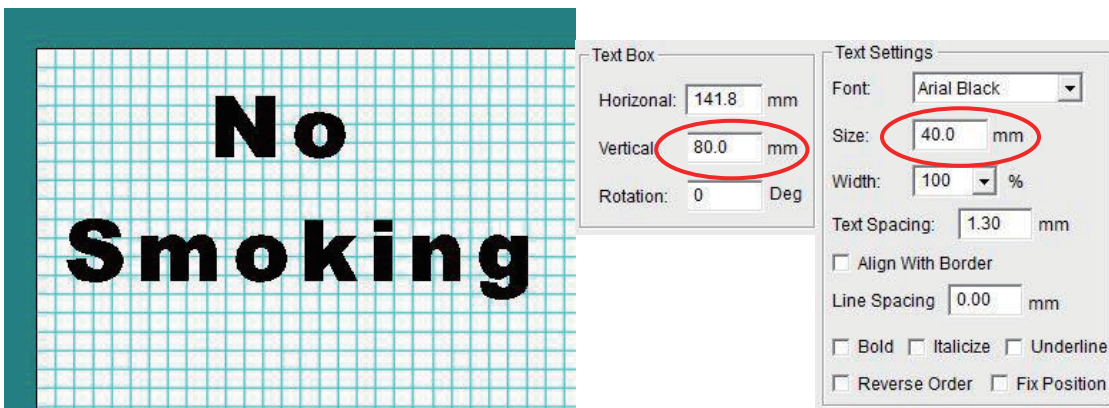 No
Smoking
Text Box
Horizonal: 141.8 mm
Vertical 80.0 mm
Rotation: 0 Deg
Text Settings
Font: Arial Black
Size: 40.0 mm
Width: 100 %
Text Spacing: 1.30 mm
Align With Border
Line Spacing 0.00 mm
Bold Italicize Underline
Reverse Order Fix Position